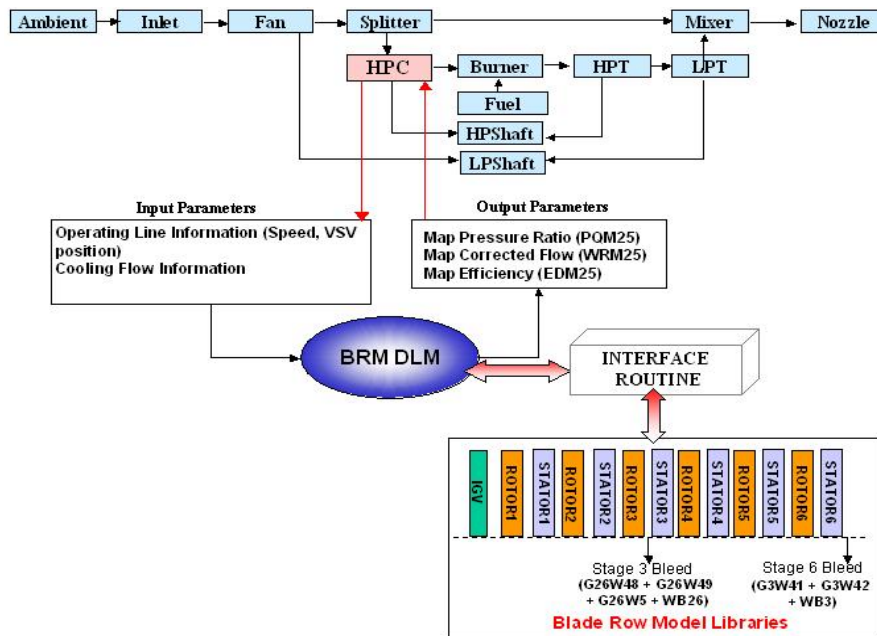 Ambient
Inlet
Fan
Splitter
Mixer
Nozzle
HPC
Burner
HPT
LPT
Fuel
HPShaft
LPShaft
Input Parameters
Output Parameters
Operating Line Information (Speed, VSV
position)
Cooling Flow Information
Map Pressure Ratio (PQM25)
Map Corrected Flow (WRM25)
Map Efficiency (EDM25)
BRM DLM
INTERFACE
ROUTINE
IGV
ROTOR1
STATOR1
ROTOR2
STATOR2
ROTOR3
STATOR3
ROTOR4
STATOR4
ROTOR5
STATOR5
ROTOR6
STATOR6
Stage 3 Bleed
(G26W48 + G26W49
+ G26W5 + WB26)
Stage 6 Bleed
(G3W41 + G3W42
+ WB3)
Blade Row Model Libraries